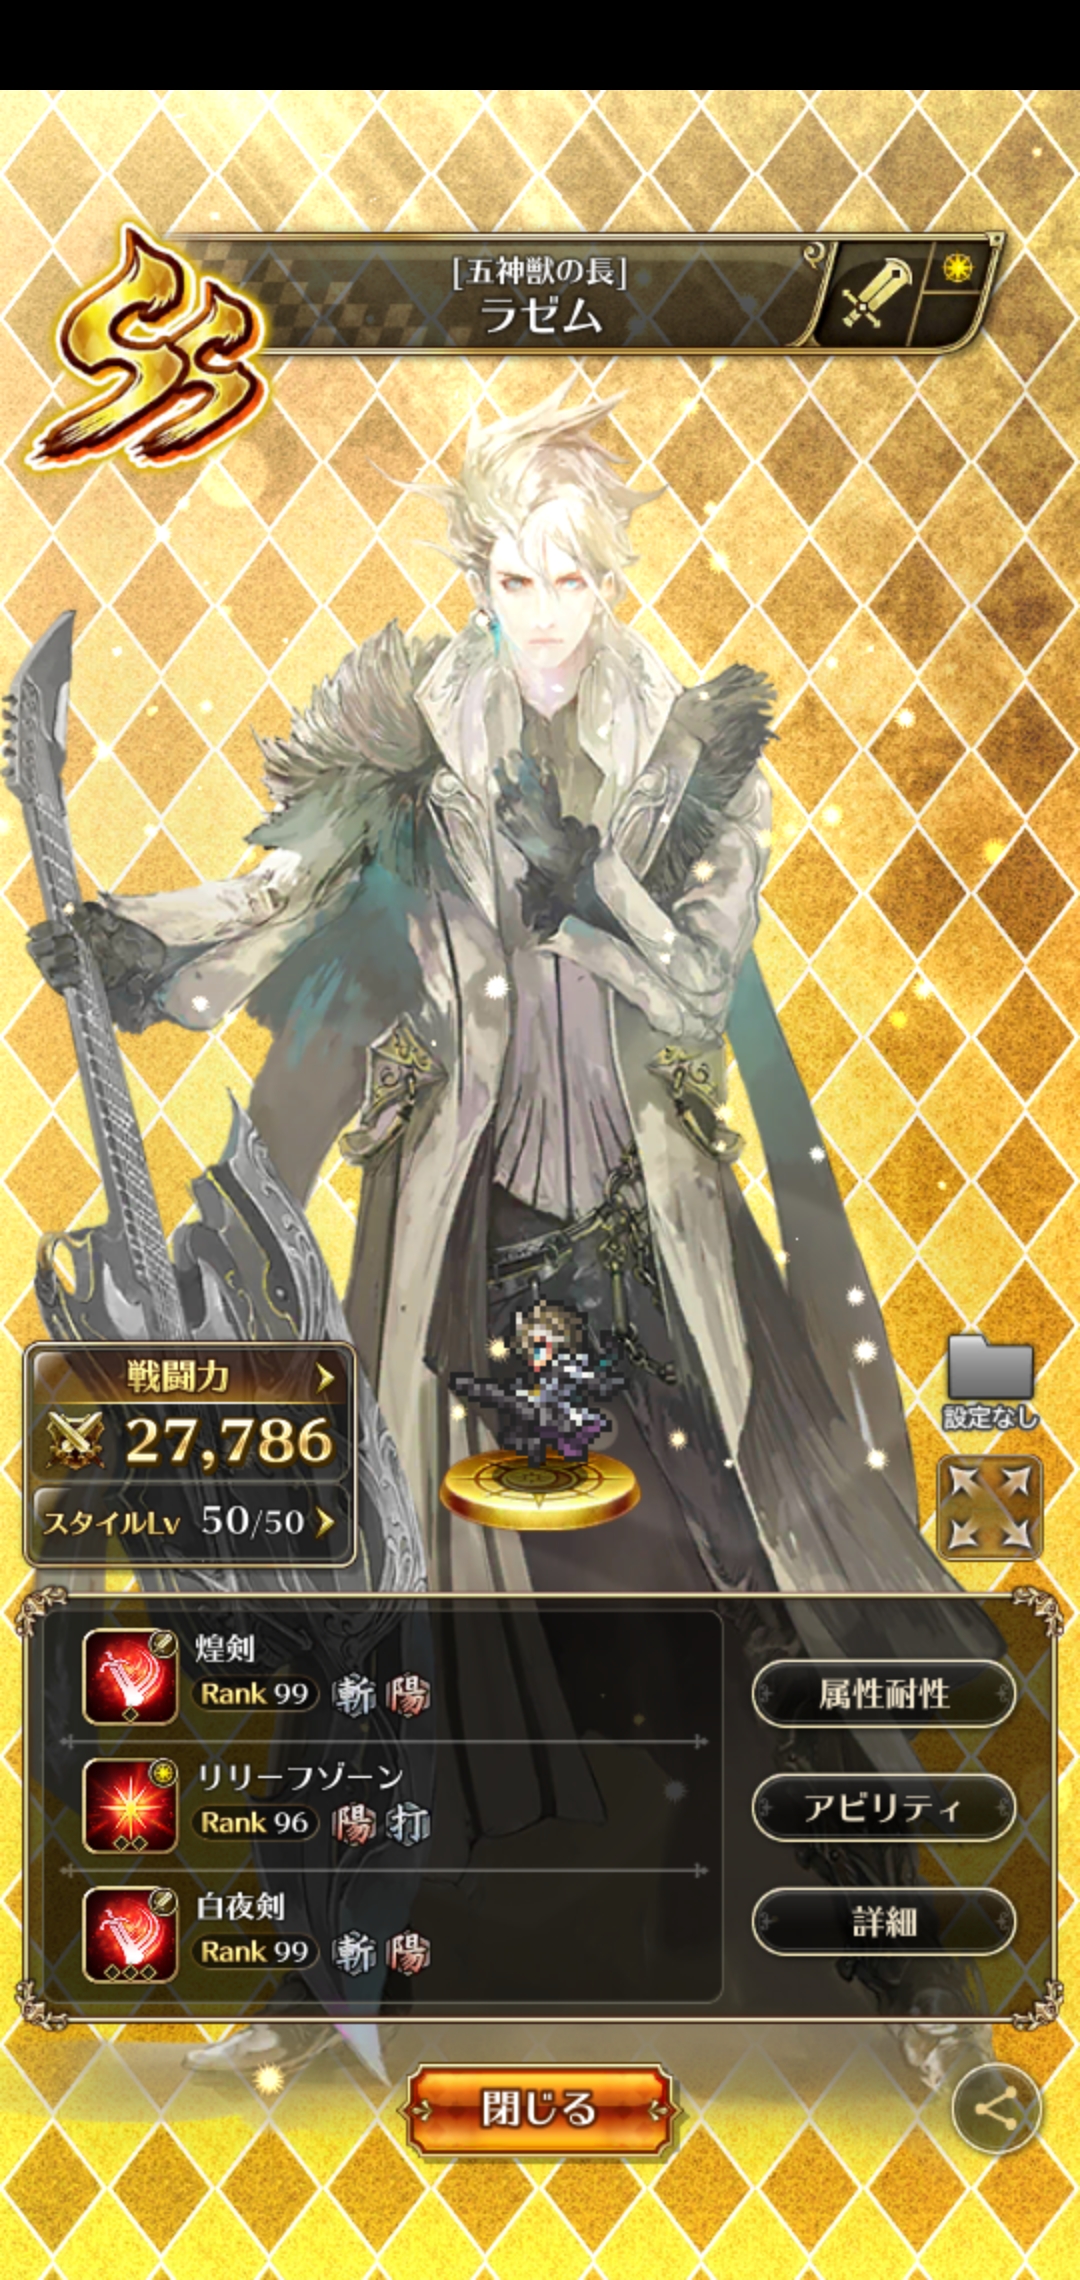 SS
[五神獣の長]
ラゼム
戦闘力
27,786
スタイルLv 50/50
設定なし
煌剣
Rank 99 斬 陽
リリーフゾーン
Rank 96 陽 打
白夜剣
Rank 99 斬 陽
属性耐性
アビリティ
詳細
閉じる